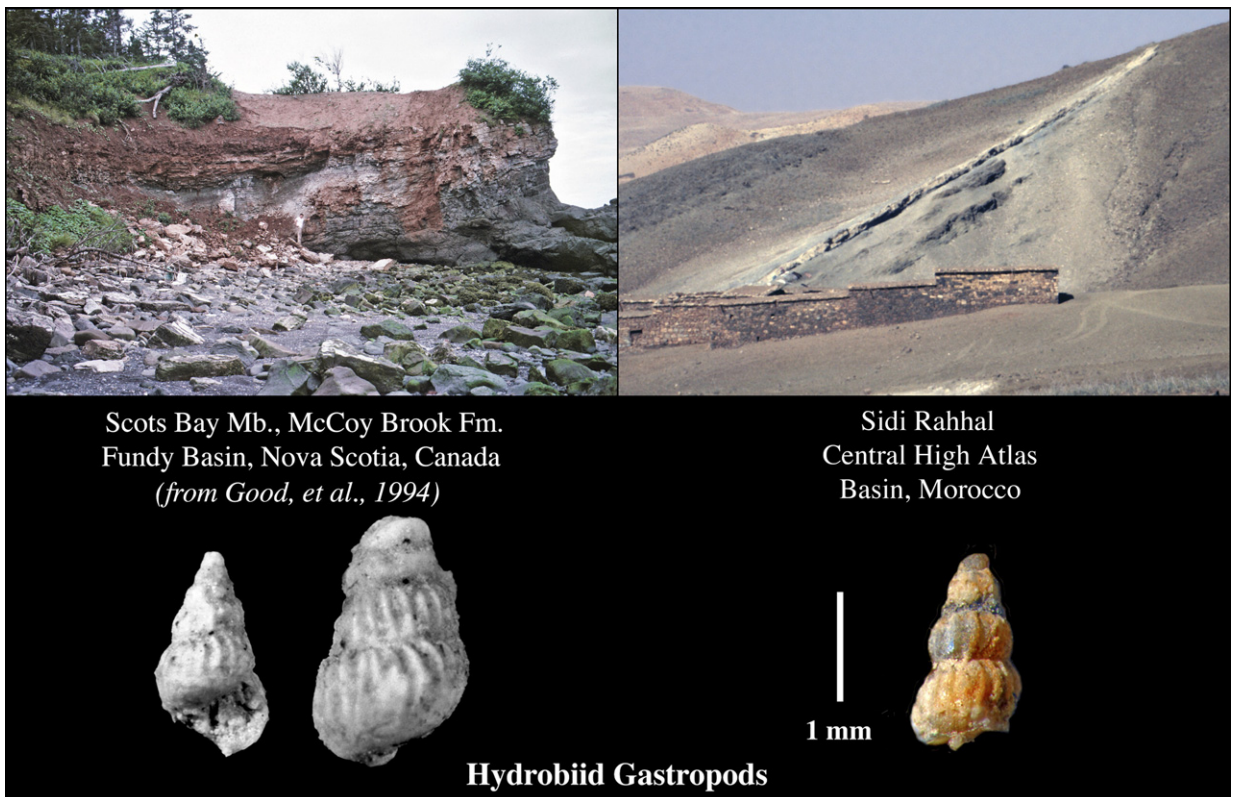 Scots Bay Mb., McCoy Brook Fm.
Fundy Basin, Nova Scotia, Canada
(from Good, et al., 1994)
Sidi Rahhal
Central High Atlas
Basin, Morocco
1 mm
Hydrobiid Gastropods